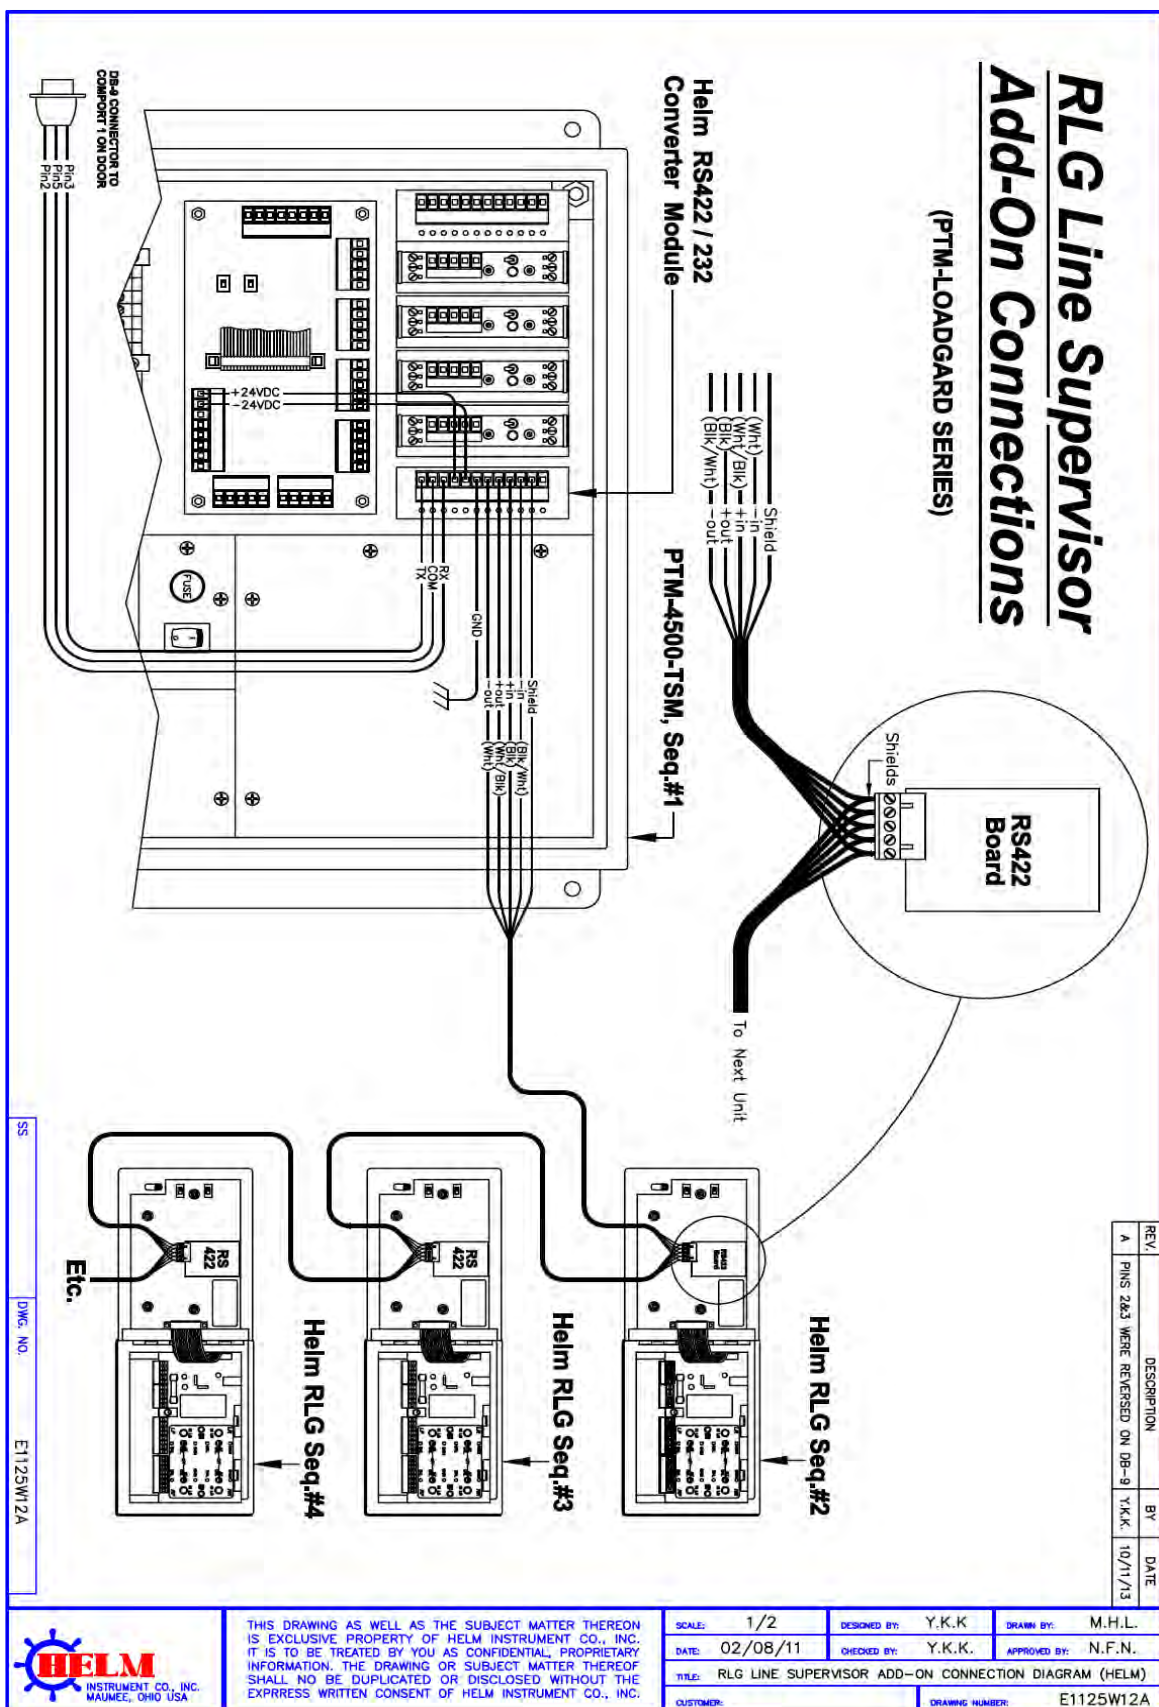 RLG Line Supervisor
Add-On Connections
(PTM-LOADGARD SERIES)
Helm RS422 / 232
Converter Module
PTM-4500-TSM, Seq.#1
DB-9 CONNECTOR TO
COMPORT 1 ON DOOR
Pin3
Pin5
Pin2
+24VDC
-24VDC
FUSE
RX
COM
TX
GND
Shield
-in (Blk/Wht)
+in (Blk)
+out (Wht/Blk)
-out (Wht)
Shield
(Wht) -in
(Wht/Blk) +in
(Blk) +out
(Blk/Wht) -out
Shields
RS422
Board
To Next Unit
RS422
Board
Helm RLG Seq.#2
RS
422
Helm RLG Seq.#3
RS
422
Helm RLG Seq.#4
Etc.
REV. DESCRIPTION BY DATE
A PINS 2&3 WERE REVERSED ON DB-9 Y.K.K. 10/11/13
SS
DWG. NO. E1125W12A
HELM
INSTRUMENT CO., INC.
MAUMEE, OHIO USA
THIS DRAWING AS WELL AS THE SUBJECT MATTER THEREON
IS EXCLUSIVE PROPERTY OF HELM INSTRUMENT CO., INC.
IT IS TO BE TREATED BY YOU AS CONFIDENTIAL, PROPRIETARY
INFORMATION. THE DRAWING OR SUBJECT MATTER THEREOF
SHALL NO BE DUPLICATED OR DISCLOSED WITHOUT THE
EXPRRESS WRITTEN CONSENT OF HELM INSTRUMENT CO., INC.
SCALE: 1/2 DESIGNED BY: Y.K.K DRAWN BY: M.H.L.
DATE: 02/08/11 CHECKED BY: Y.K.K. APPROVED BY: N.F.N.
TITLE: RLG LINE SUPERVISOR ADD-ON CONNECTION DIAGRAM (HELM)
CUSTOMER: DRAWING NUMBER: E1125W12A